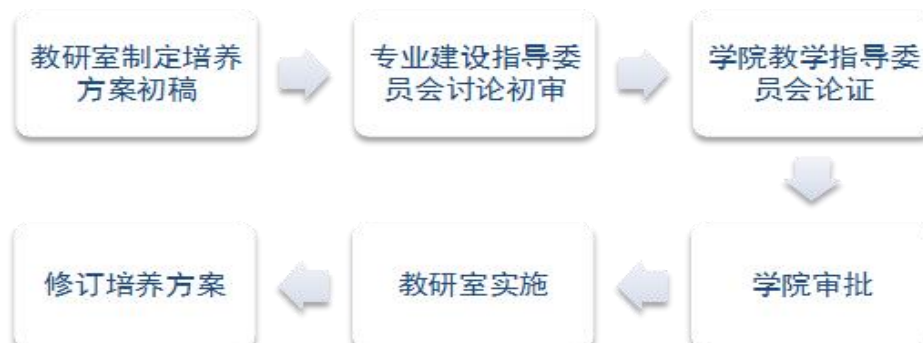 教研室制定培养
方案初稿
专业建设指导委
员会讨论初审
学院教学指导委
员会论证
学院审批
教研室实施
修订培养方案